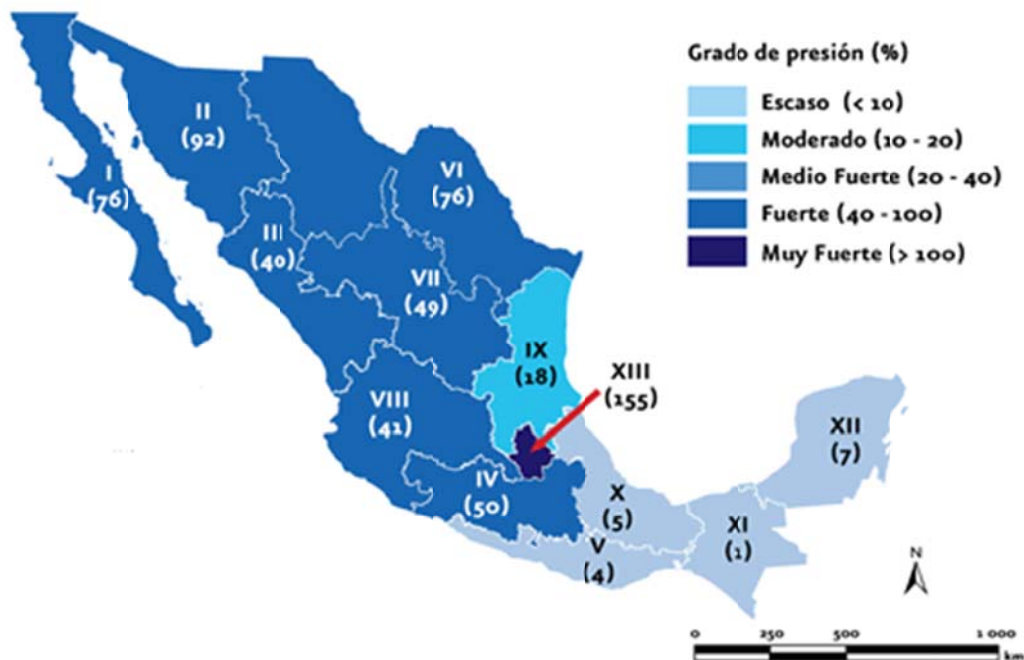 Grado de presión (%)
Escaso (< 10)
Moderado (10 - 20)
Medio Fuerte (20 - 40)
Fuerte (40 - 100)
Muy Fuerte (> 100)
II
(92)
I
(76)
VI
(76)
III
(40)
VII
(49)
IX
(18)
XIII
(155)
VIII
(41)
XII
(7)
IV
(50)
X
(5)
XI
(1)
V
(4)
N
0 250 500 1 000
km